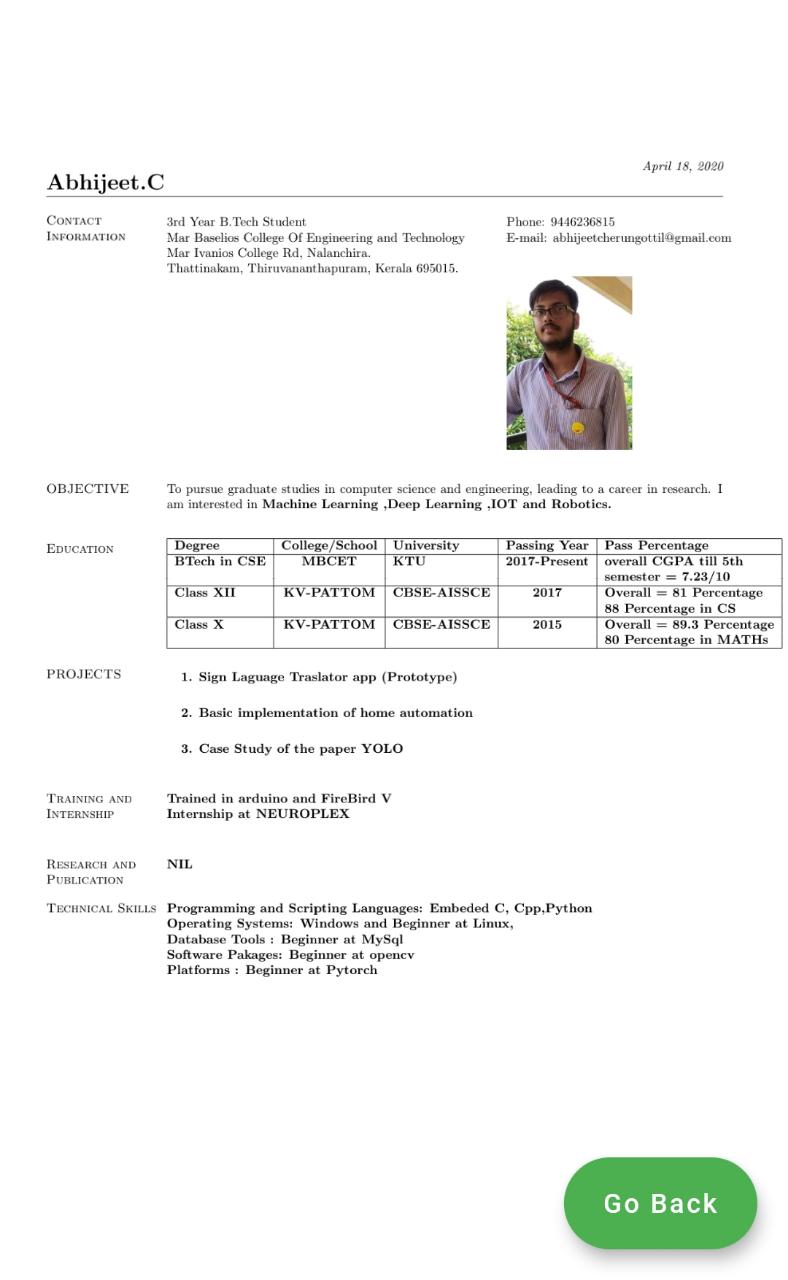 April 18, 2020
Abhijeet.C
Contact Information
3rd Year B.Tech Student
Mar Baselios College Of Engineering and Technology
Mar Ivanios College Rd, Nalanchira.
Thattinakam, Thiruvananthapuram, Kerala 695015.
Phone: 9446236815
E-mail: abhijeetcherungottil@gmail.com
OBJECTIVE
To pursue graduate studies in computer science and engineering, leading to a career in research. I
am interested in Machine Learning ,Deep Learning ,IOT and Robotics.
Education
Degree College/School University Passing Year Pass Percentage
BTech in CSE MBCET KTU 2017-Present overall CGPA till 5th
semester = 7.23/10
Class XII KV-PATTOM CBSE-AISSCE 2017 Overall = 81 Percentage
88 Percentage in CS
Class X KV-PATTOM CBSE-AISSCE 2015 Overall = 89.3 Percentage
80 Percentage in MATHs
PROJECTS
1. Sign Laguage Traslator app (Prototype)
2. Basic implementation of home automation
3. Case Study of the paper YOLO
Training and
Internship
Trained in arduino and FireBird V
Internship at NEUROPLEX
Research and
Publication
NIL
Technical Skills
Programming and Scripting Languages: Embeded C, Cpp,Python
Operating Systems: Windows and Beginner at Linux,
Database Tools : Beginner at MySql
Software Pakages: Beginner at opencv
Platforms : Beginner at Pytorch
Go Back